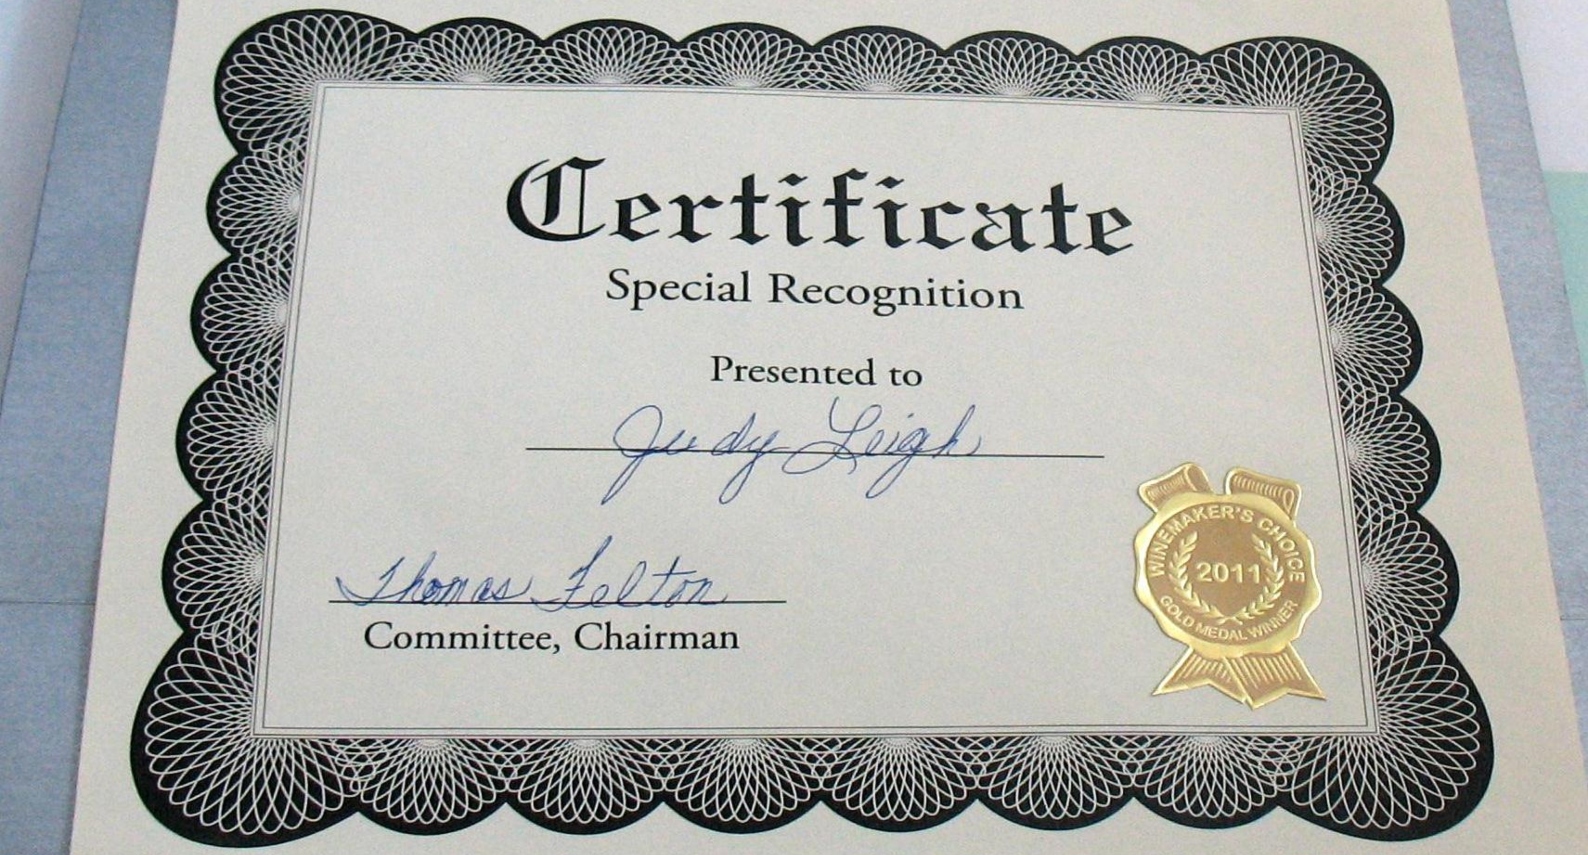 Certificate
Special Recognition
Presented to
Judy Leigh
Thomas Felton
Committee, Chairman
WINEMAKER'S CHOICE
2011
GOLD MEDAL WINNER